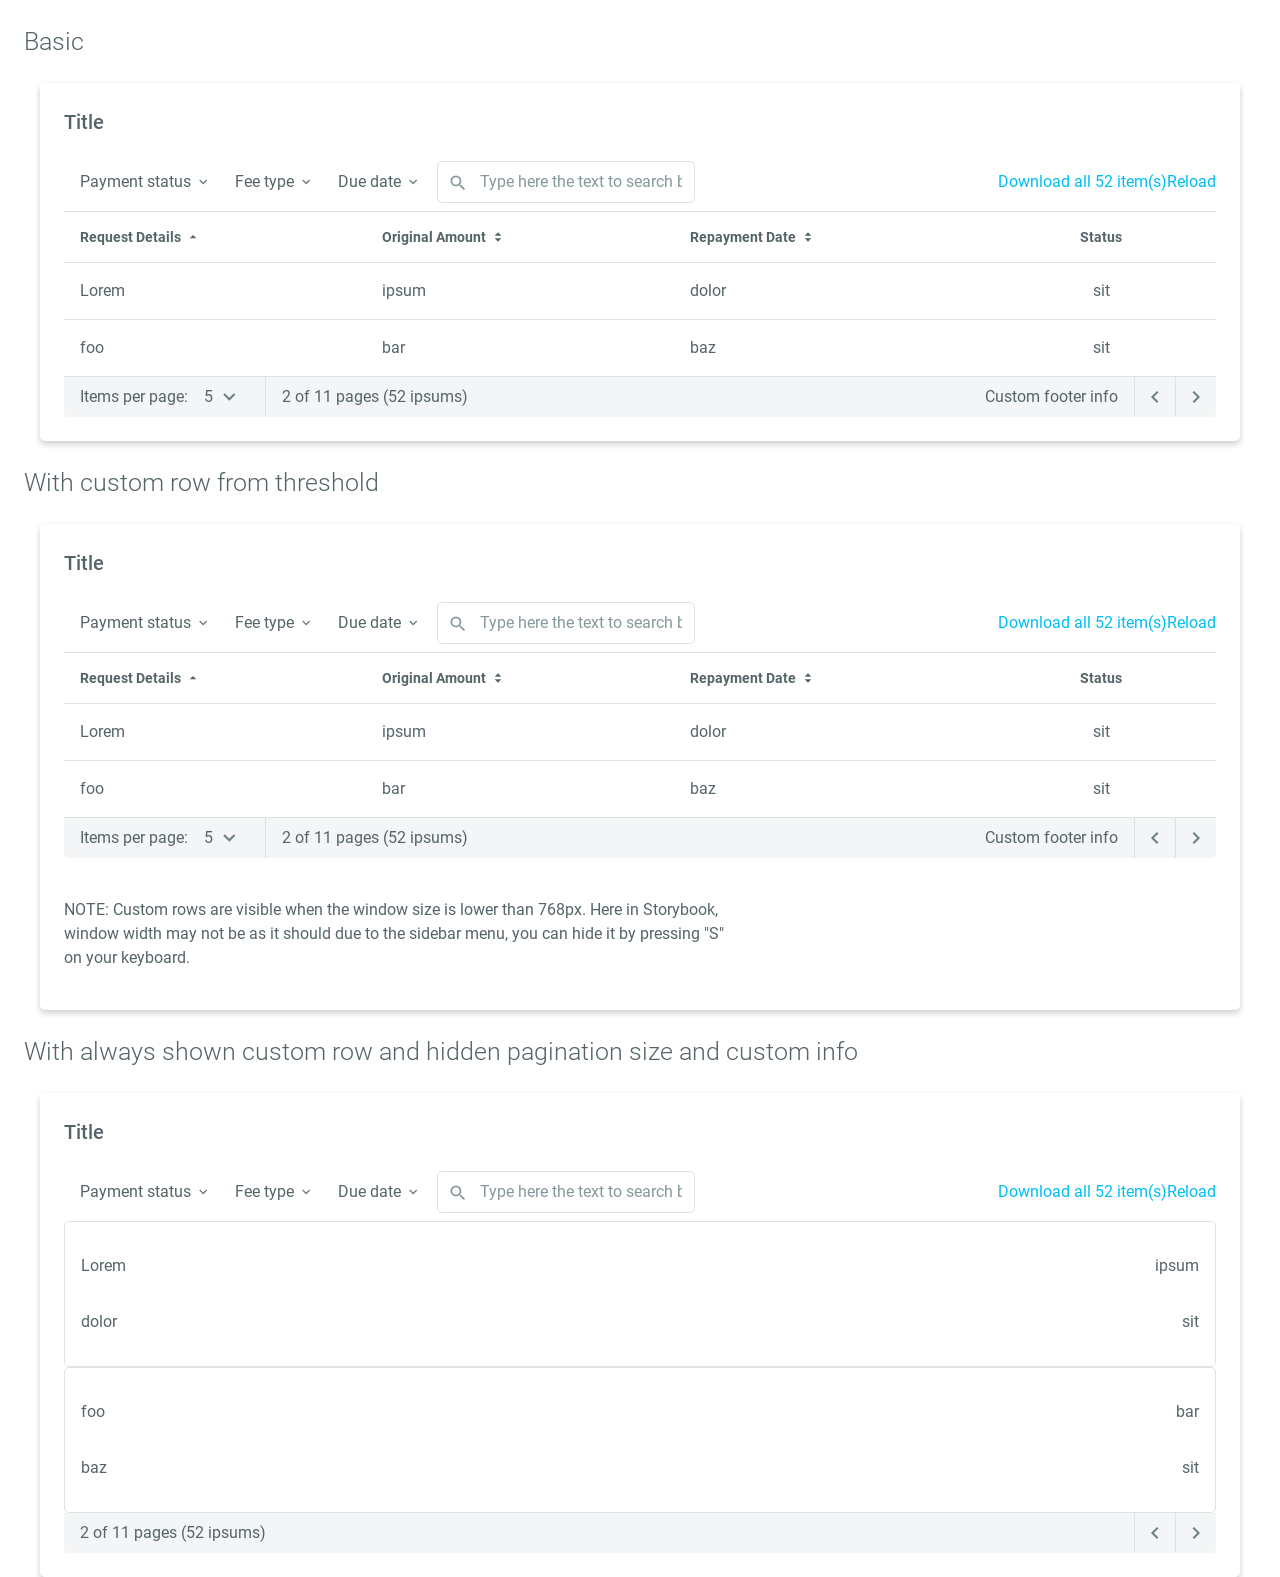 Basic
Title
Payment status Fee type Due date Type here the text to search Download all 52 item(s)Reload
Request Details Original Amount Repayment Date Status
Lorem ipsum dolor sit
foo bar baz sit
Items per page: 5 2 of 11 pages (52 ipsums) Custom footer info
With custom row from threshold
Title
Payment status Fee type Due date Type here the text to search Download all 52 item(s)Reload
Request Details Original Amount Repayment Date Status
Lorem ipsum dolor sit
foo bar baz sit
Items per page: 5 2 of 11 pages (52 ipsums) Custom footer info
NOTE: Custom rows are visible when the window size is lower than 768px. Here in Storybook,
window width may not be as it should due to the sidebar menu, you can hide it by pressing "S"
on your keyboard.
With always shown custom row and hidden pagination size and custom info
Title
Payment status Fee type Due date Type here the text to search Download all 52 item(s)Reload
Lorem ipsum
dolor sit
foo bar
baz sit
2 of 11 pages (52 ipsums)